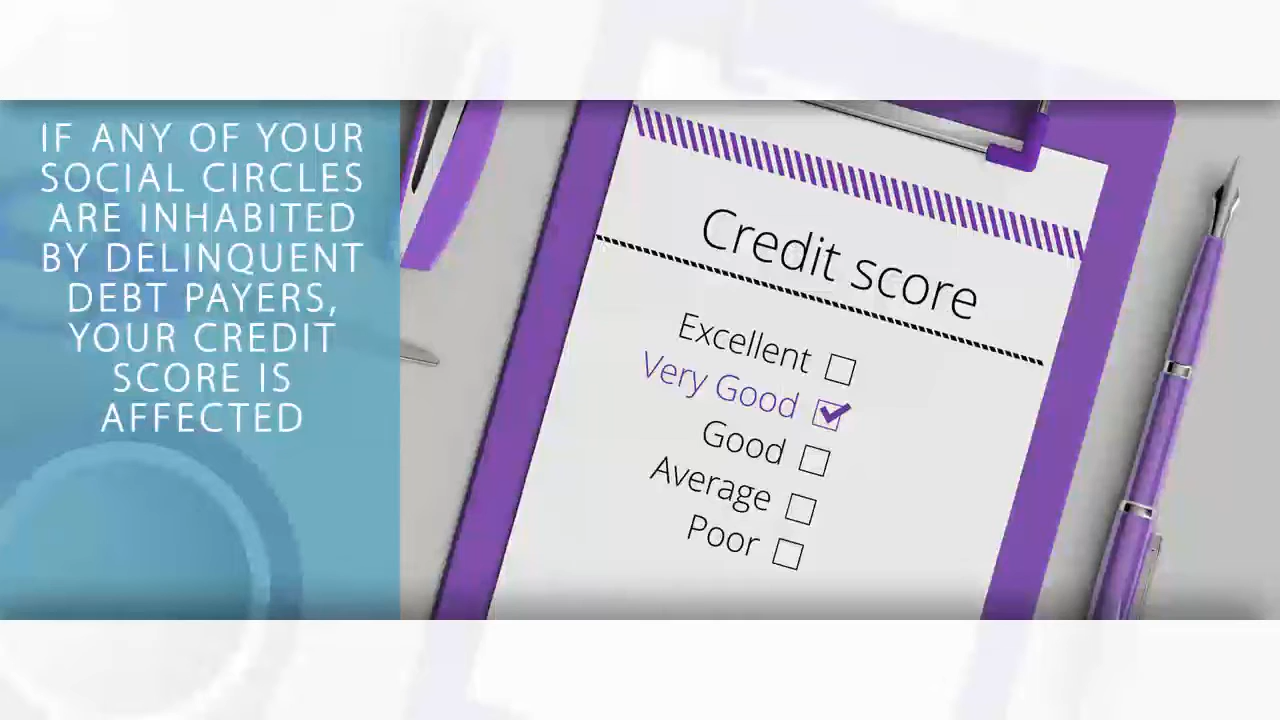 IF ANY OF YOUR
SOCIAL CIRCLES
ARE INHABITED
BY DELINQUENT
DEBT PAYERS,
YOUR CREDIT
SCORE IS
AFFECTED
Credit score
Excellent
Very Good
Good
Average
Poor